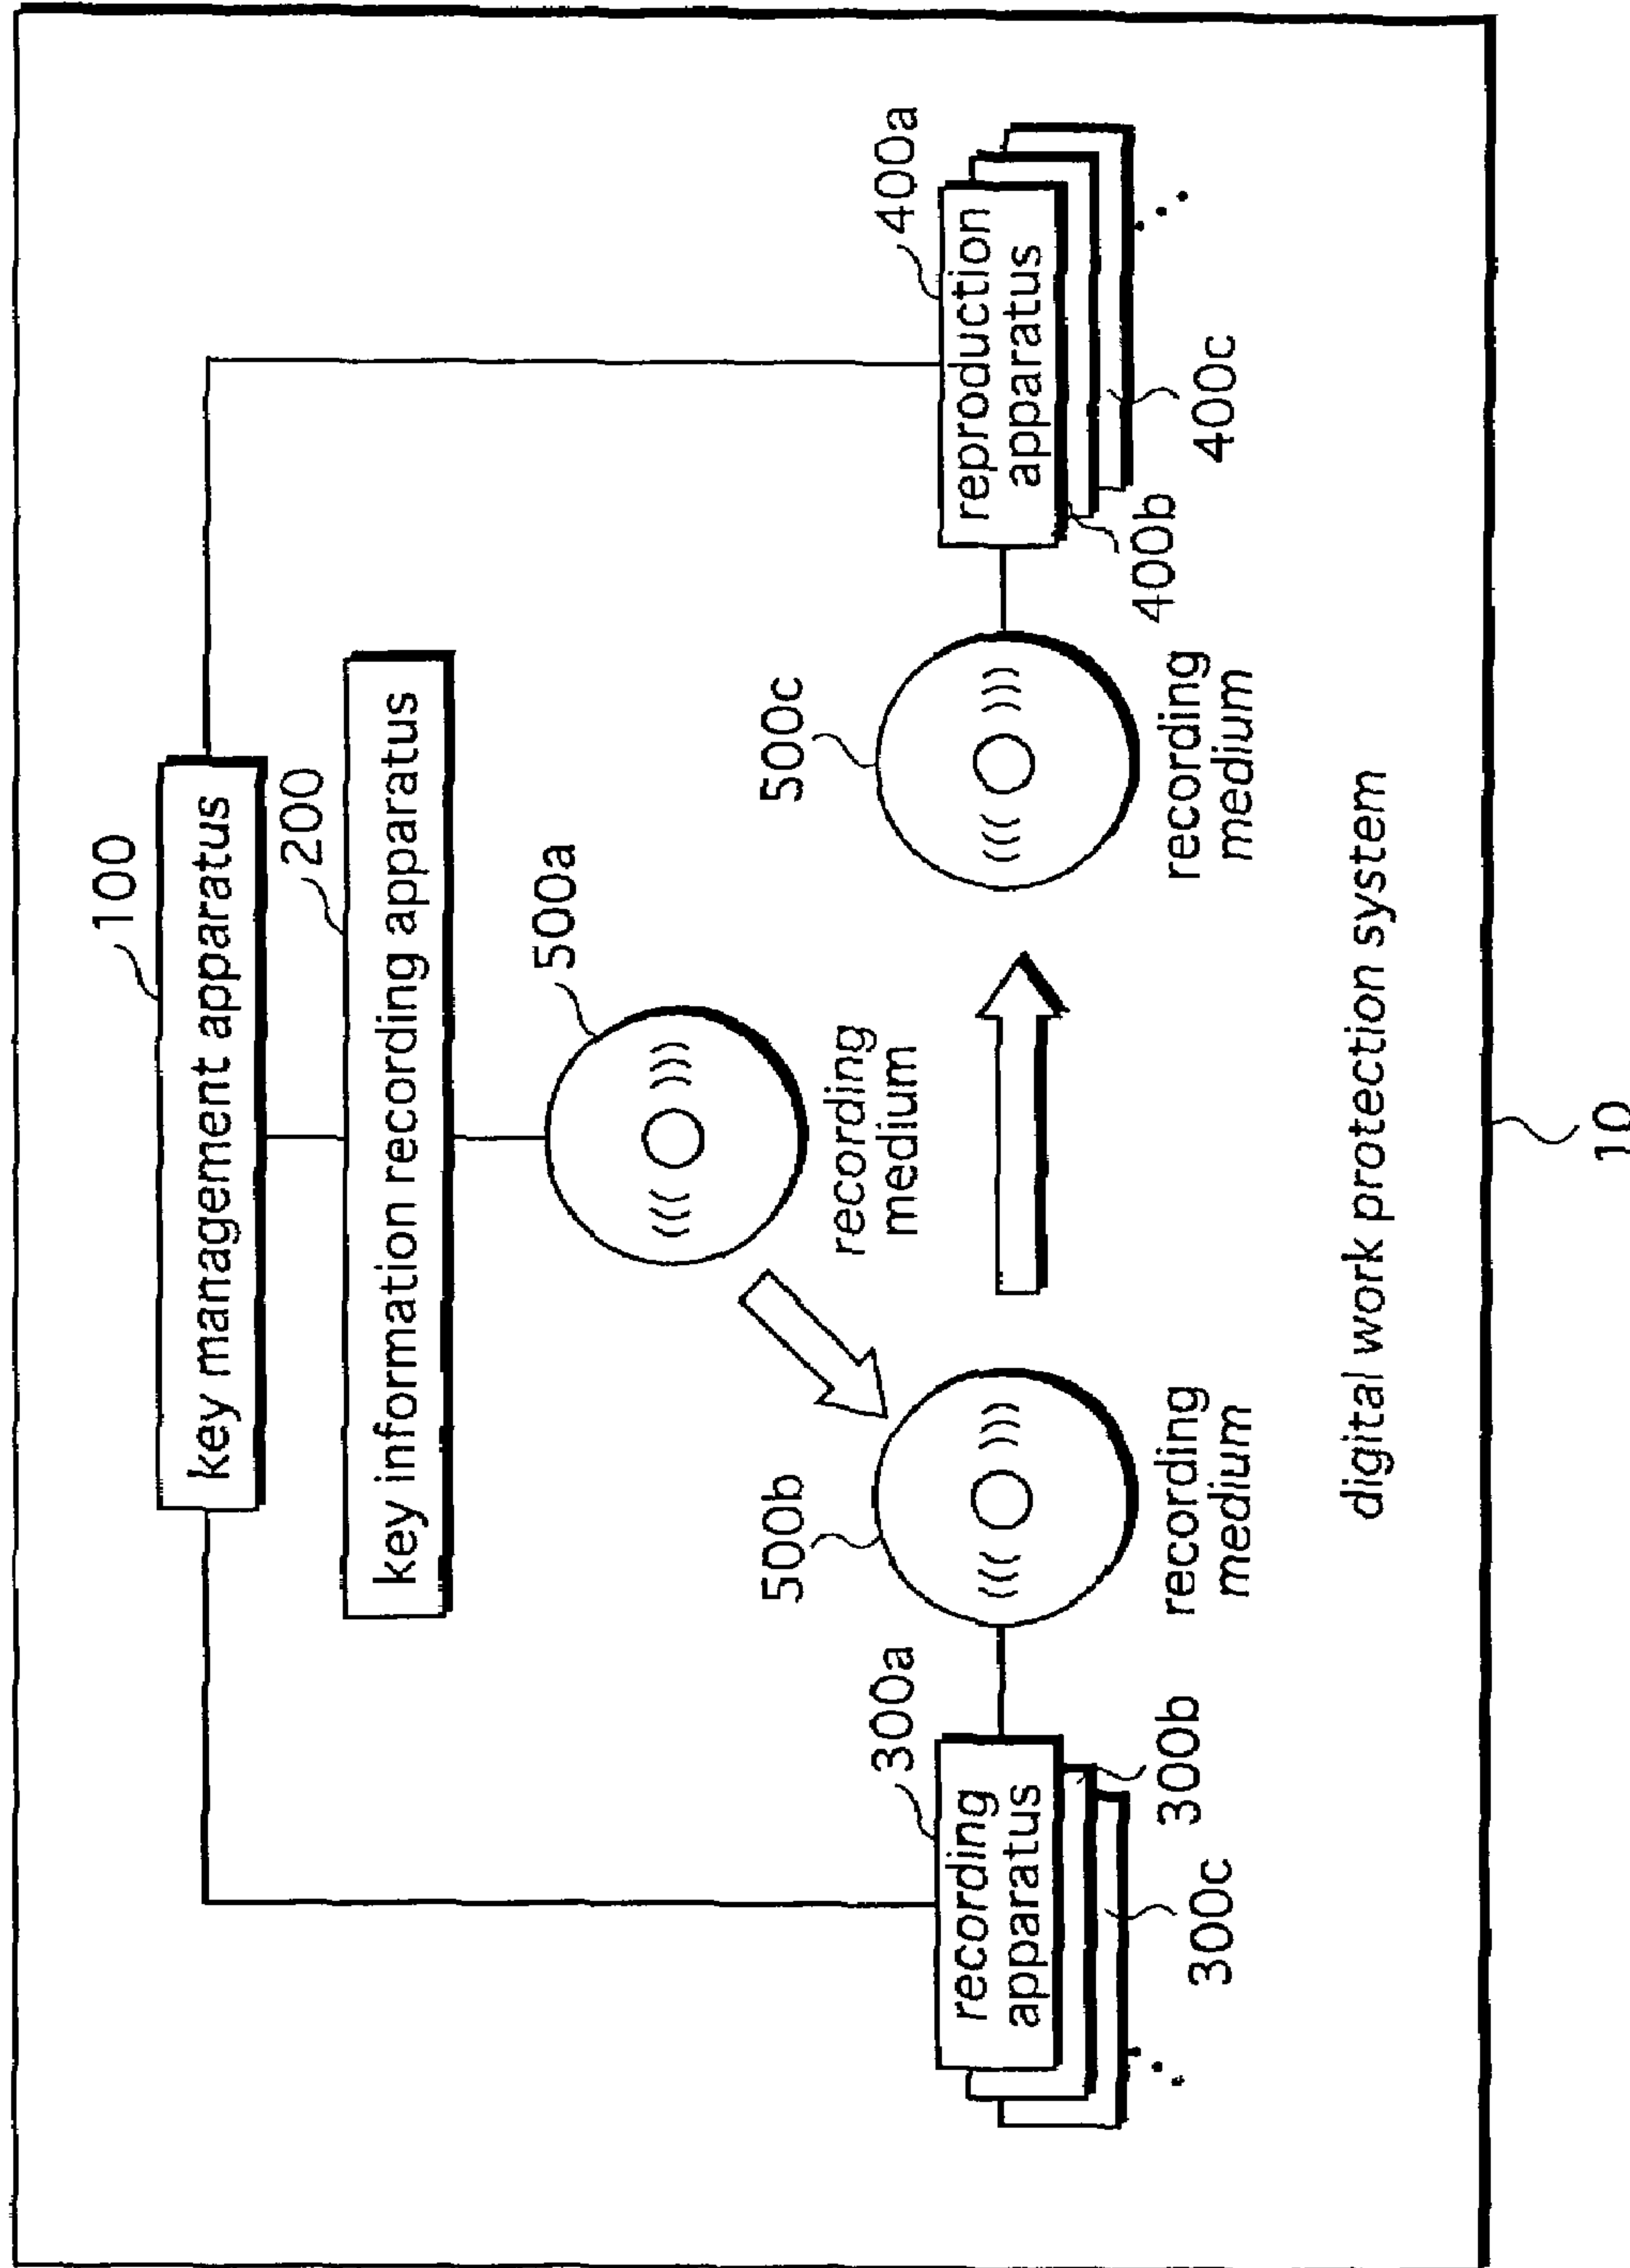 100
key management apparatus
200
key information recording apparatus
500a
recording
medium
300a
recording
apparatus
300b
300c
500b
recording
medium
500c
recording
medium
400a
reproduction
apparatus
400b
400c
digital work protection system
10